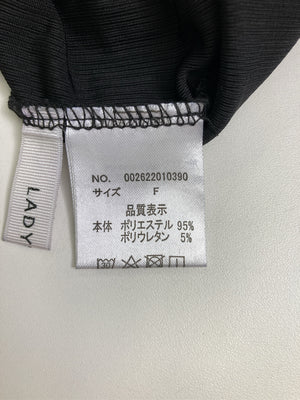 NO. 002622010390
サイズ F
品質表示
本体 ポリエステル 95%
ポリウレタン 5%
LADY